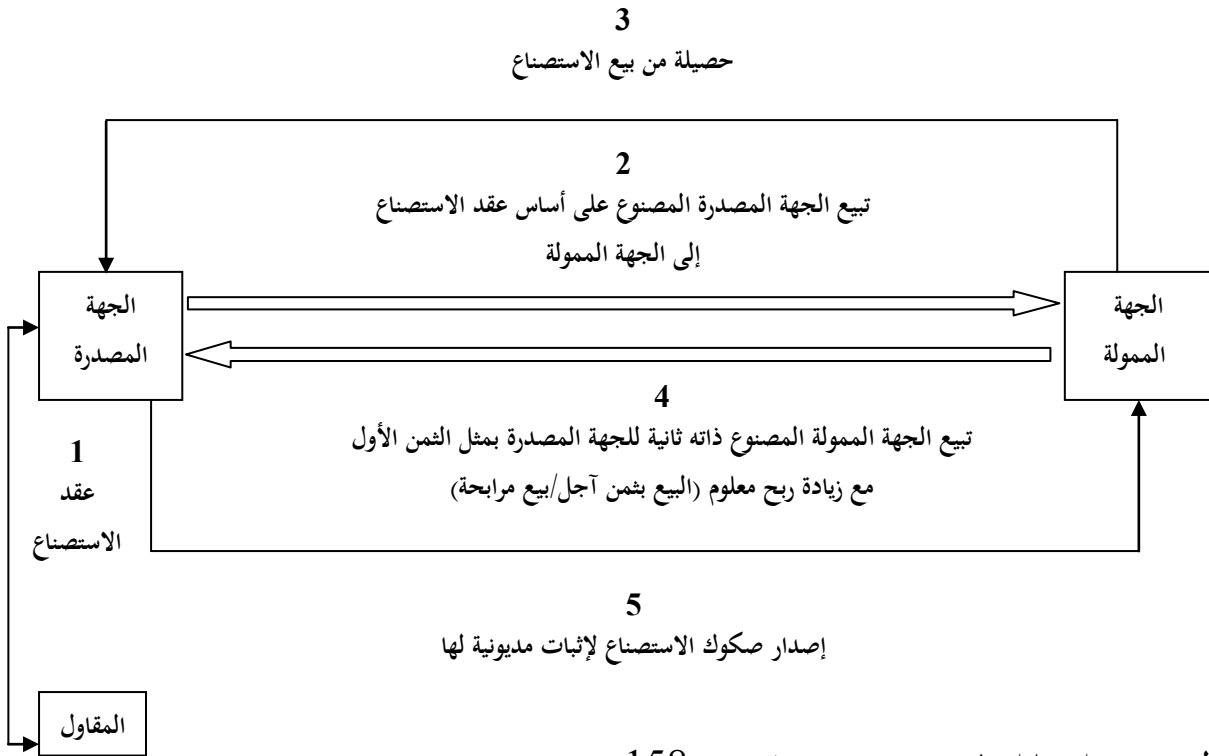 3
حصيلة من بيع الاستصناع
2
تبيع الجهة المصدرة المصنوع على أساس عقد الاستصناع
إلى الجهة الممولة
الجهة
المصدرة
الجهة
الممولة
4
تبيع الجهة الممولة المصنوع ذاته ثانية للجهة المصدرة بمثل الثمن الأول
مع زيادة ربح معلوم (البيع بثمن آجل/بيع مرابحة)
1
عقد
الاستصناع
5
إصدار صكوك الاستصناع لإثبات مديونية لها
المقاول
158